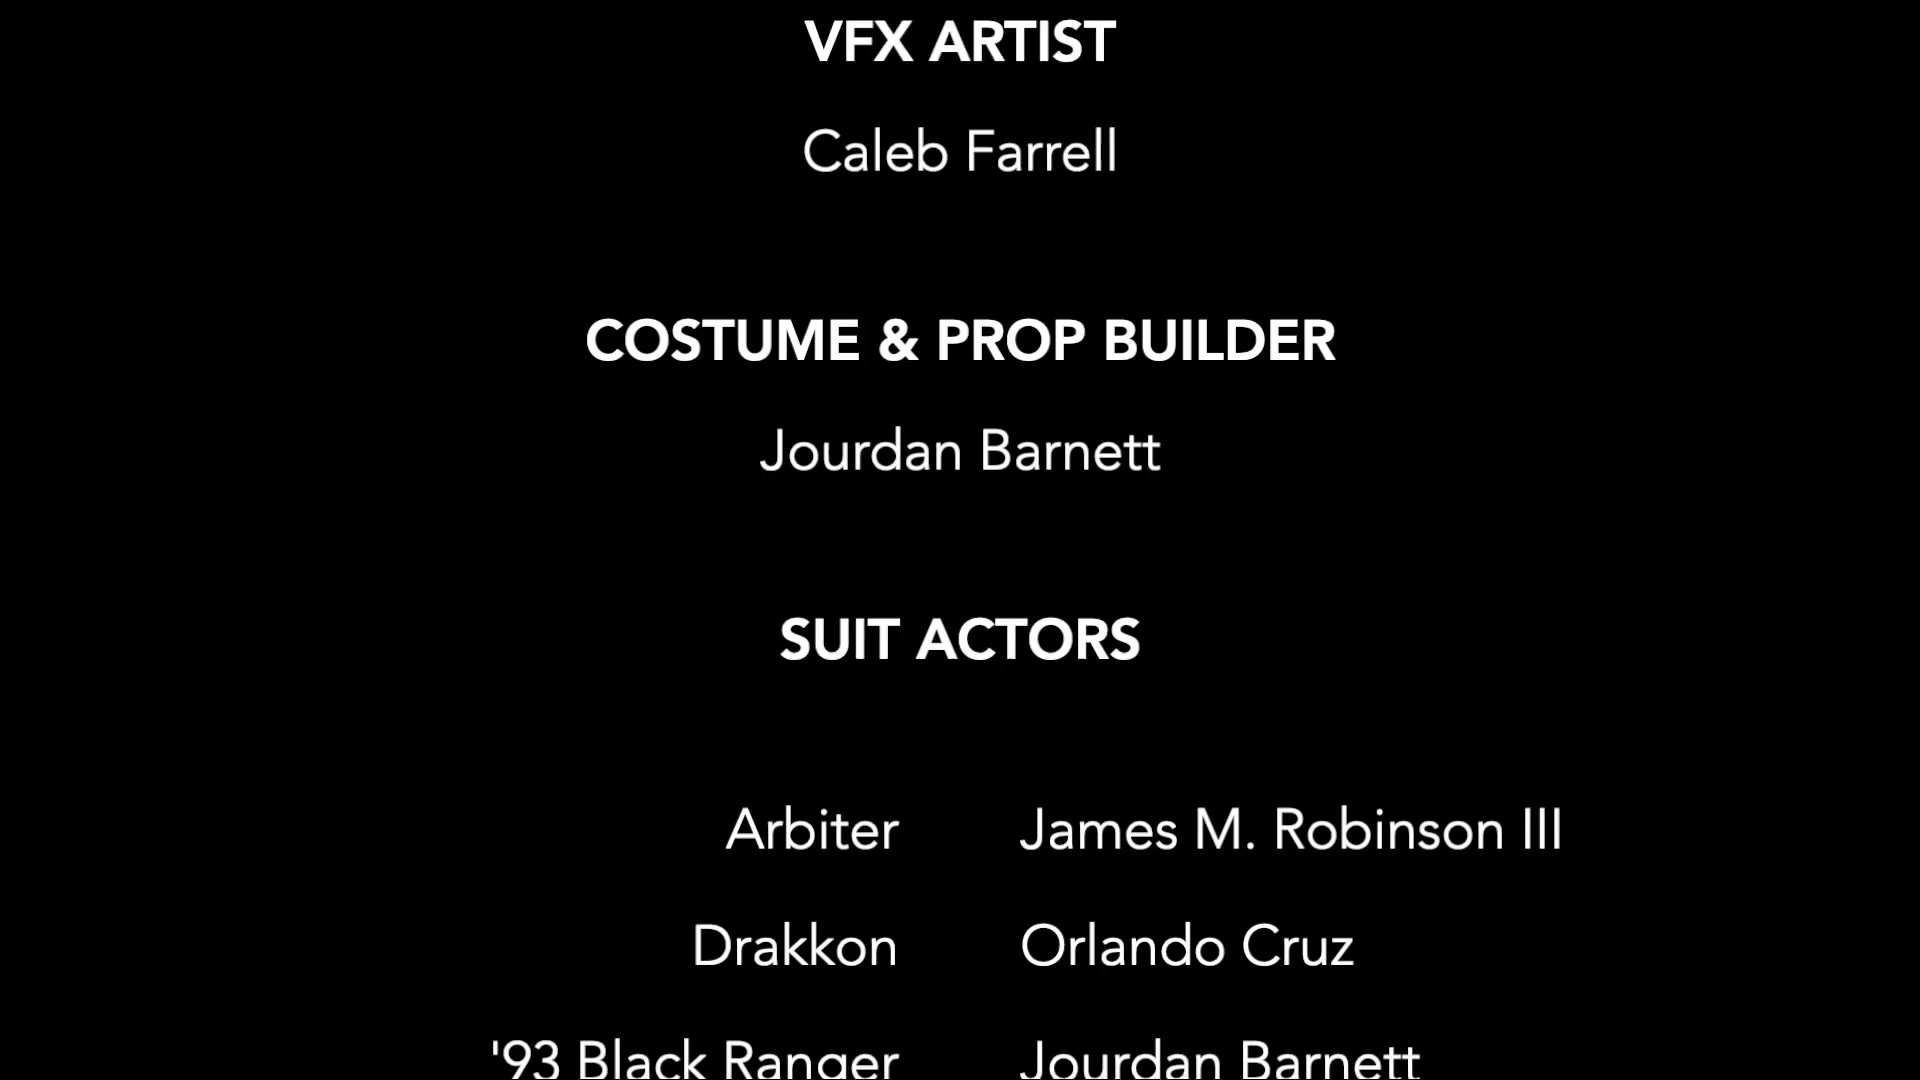 VFX ARTIST
Caleb Farrell
COSTUME & PROP BUILDER
Jourdan Barnett
SUIT ACTORS
Arbiter James M. Robinson III
Drakkon Orlando Cruz
'93 Black Ranger Jourdan Barnett